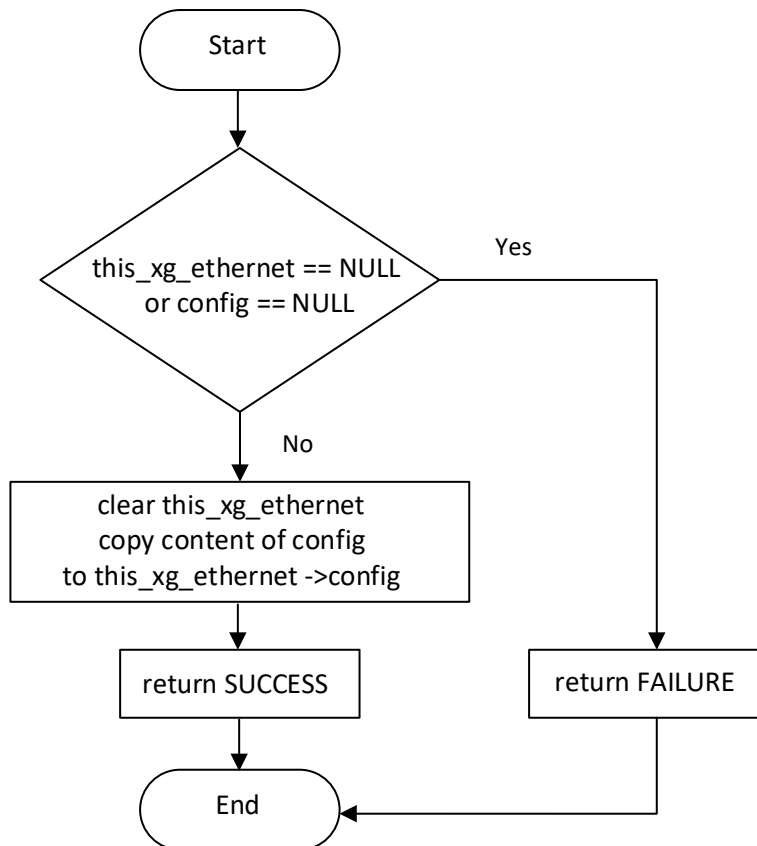 Start
this_xg_ethernet == NULL
or config == NULL
Yes
No
clear this_xg_ethernet
copy content of config
to this_xg_ethernet ->config
return SUCCESS
return FAILURE
End